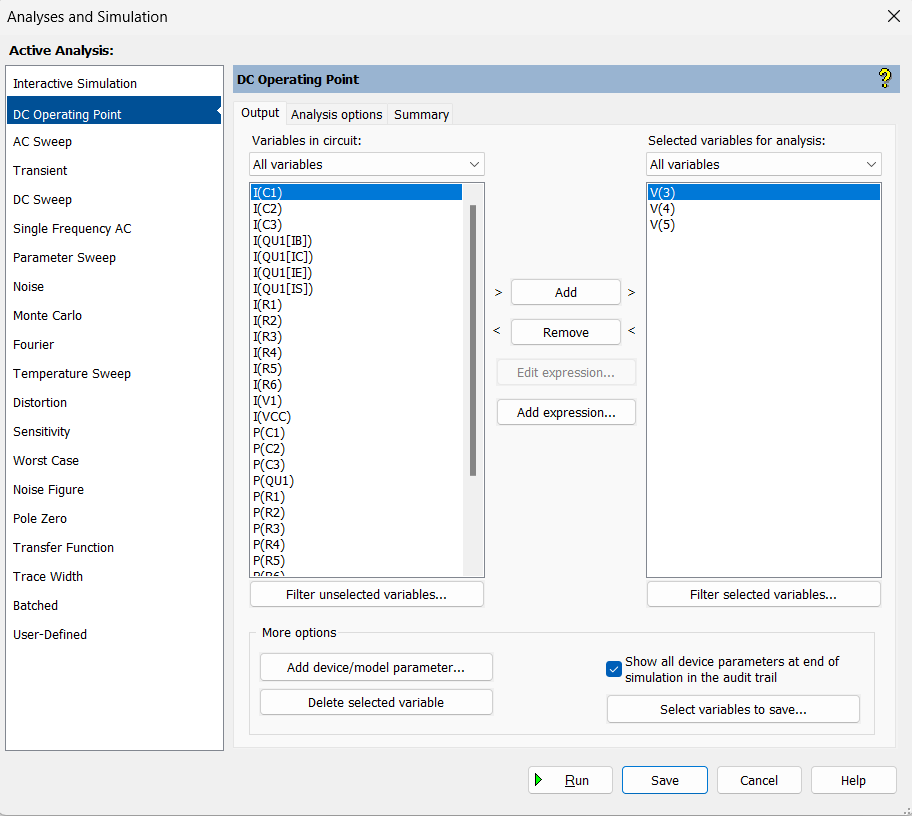 Analyses and Simulation
Active Analysis:
Interactive Simulation
DC Operating Point
AC Sweep
Transient
DC Sweep
Single Frequency AC
Parameter Sweep
Noise
Monte Carlo
Fourier
Temperature Sweep
Distortion
Sensitivity
Worst Case
Noise Figure
Pole Zero
Transfer Function
Trace Width
Batched
User-Defined
DC Operating Point
?
Output Analysis options Summary
Variables in circuit:
All variables
I(C1)
I(C2)
I(C3)
I(QU1[IB])
I(QU1[IC])
I(QU1[IE])
I(QU1[IS])
I(R1)
I(R2)
I(R3)
I(R4)
I(R5)
I(R6)
I(V1)
I(VCC)
P(C1)
P(C2)
P(C3)
P(QU1)
P(R1)
P(R2)
P(R3)
P(R4)
P(R5)
P(R6)
Filter unselected variables...
> Add >
< Remove <
Edit expression...
Add expression...
Selected variables for analysis:
All variables
V(3)
V(4)
V(5)
Filter selected variables...
More options
Add device/model parameter...
Delete selected variable
Show all device parameters at end of
simulation in the audit trail
Select variables to save...
Run Save Cancel Help